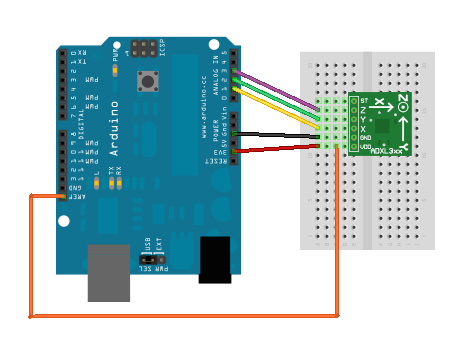 RX 0
TX 1
2
PWM 3
4
PWM 5
PWM 6
7
DIGITAL
8
PWM 9
PWM 10
PWM 11
12
13
GND
AREF
PWR
ICSP
1
Arduino
TX
RX
L
www.arduino.cc
ANALOG IN
5
4
3
2
1
0
POWER
Vin
Gnd
5V
3V3
RESET
USB
EXT
PWR SEL
ST
Z
Y
X
GND
VDD
X
Z
Y
ADXL3xx